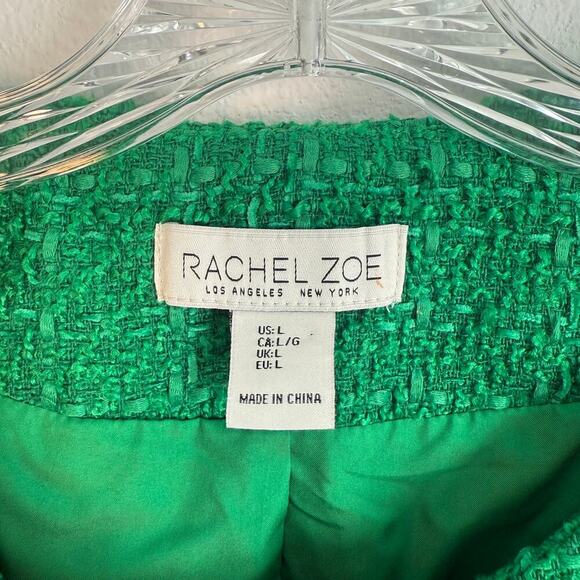 RACHEL ZOE
LOS ANGELES NEW YORK
US: L
CA: L/G
UK: L
EU: L
MADE IN CHINA